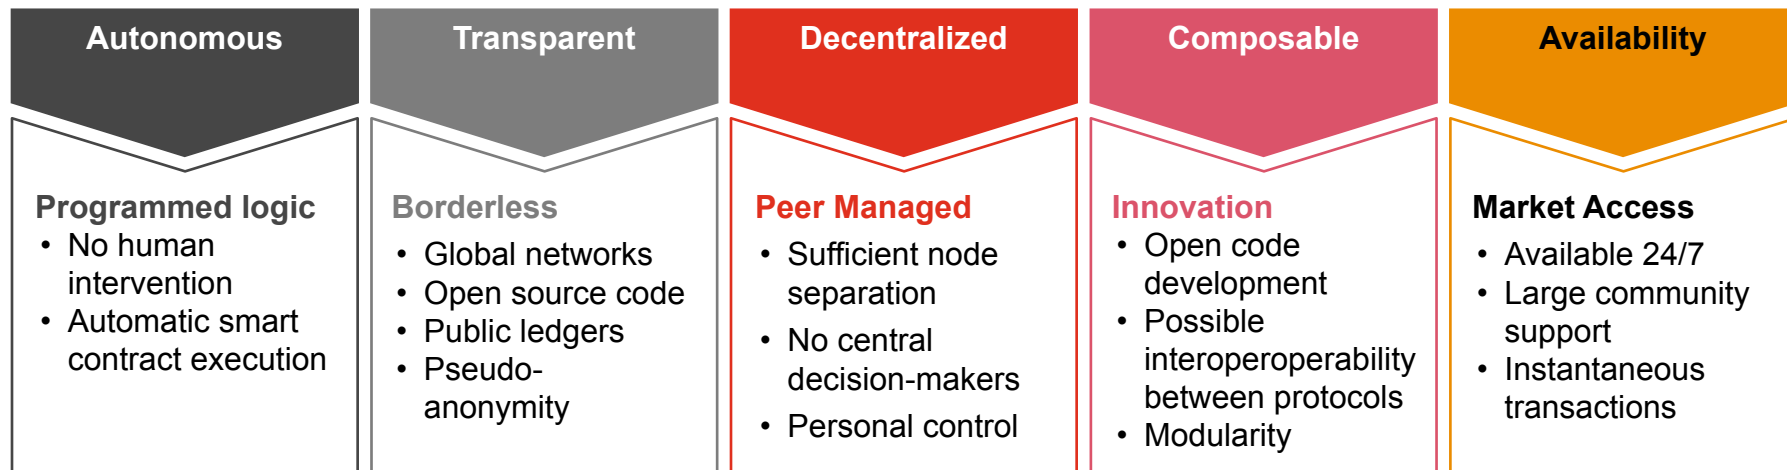 Autonomous
Programmed logic
• No human
intervention
• Automatic smart
contract execution
Transparent
Borderless
• Global networks
• Open source code
• Public ledgers
• Pseudo-
anonymity
Decentralized
Peer Managed
• Sufficient node
separation
• No central
decision-makers
• Personal control
Composable
Innovation
• Open code
development
• Possible
interoperoperability
between protocols
• Modularity
Availability
Market Access
• Available 24/7
• Large community
support
• Instantaneous
transactions